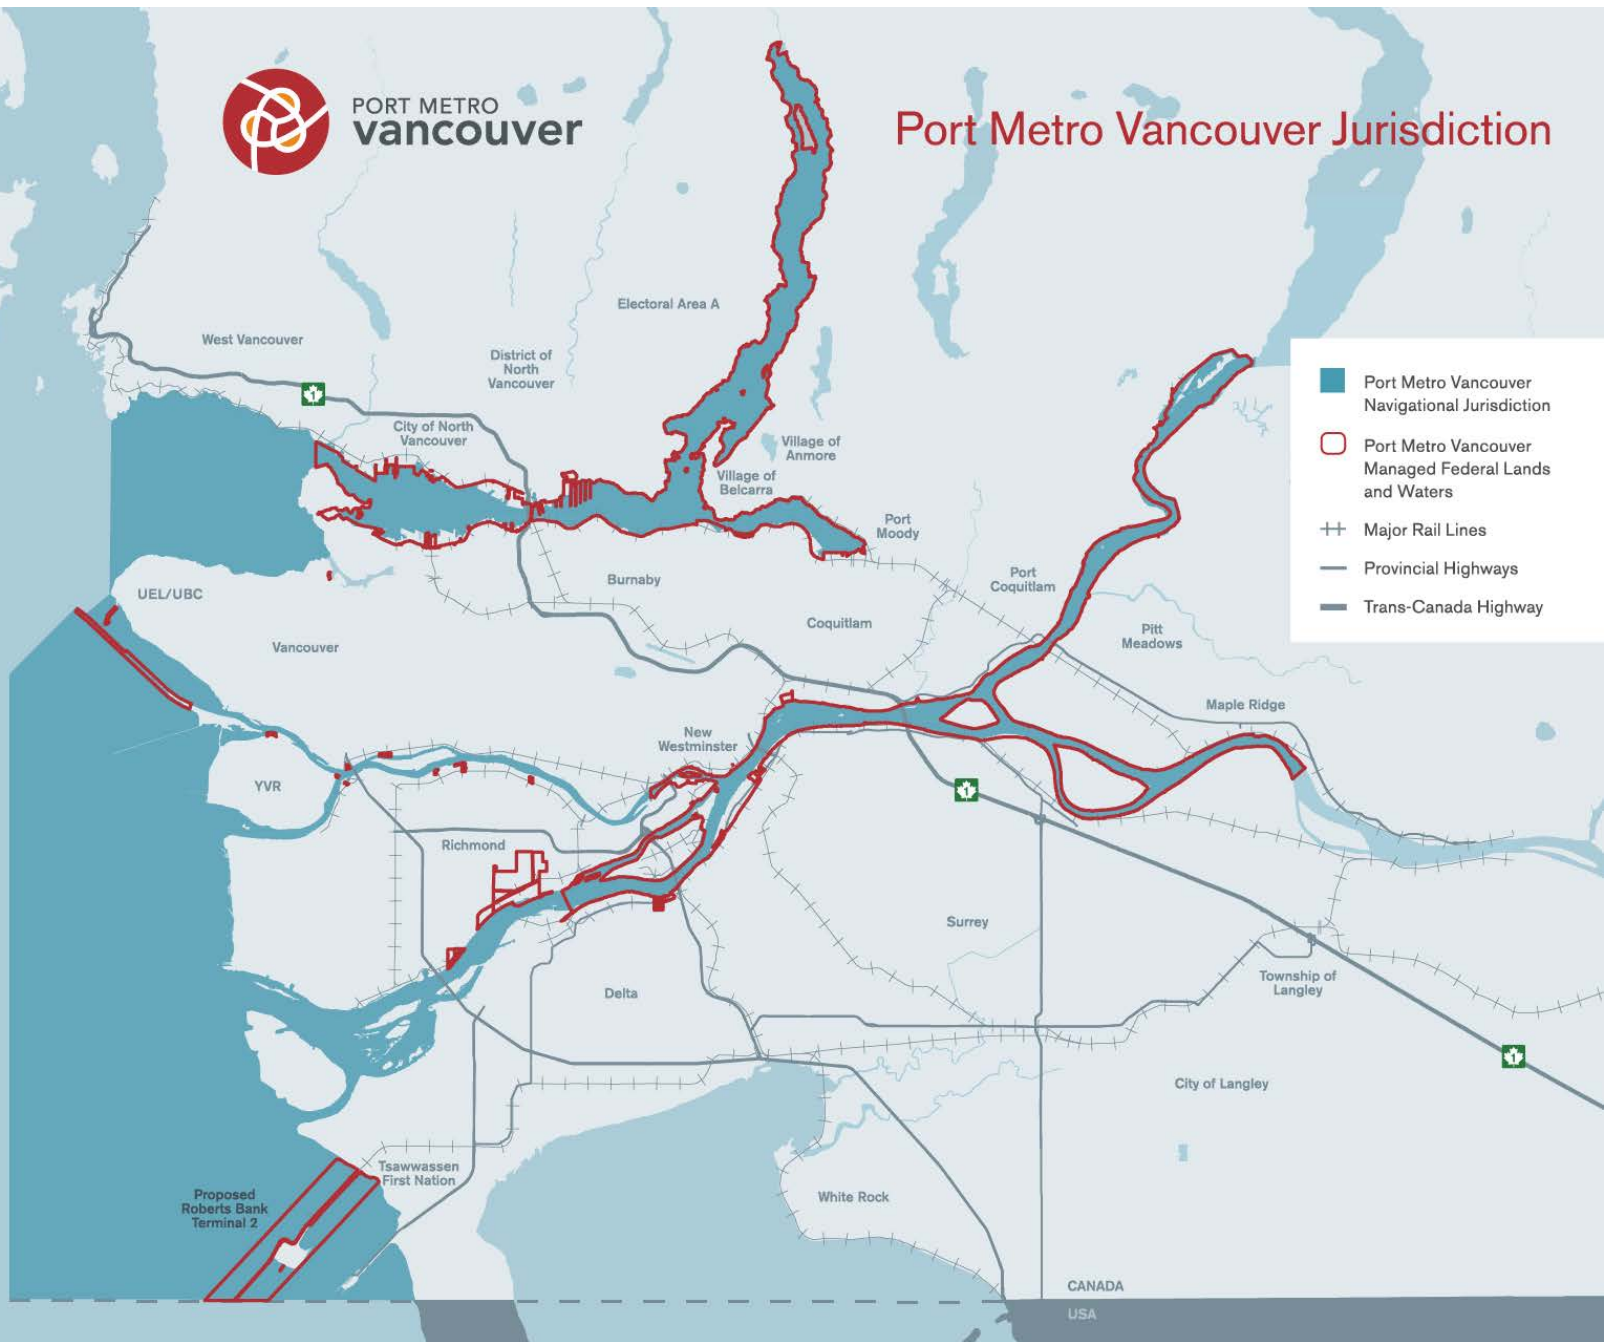 PORT METRO
vancouver
Port Metro Vancouver Jurisdiction
Electoral Area A
West Vancouver
District of
North
Vancouver
1
City of North
Vancouver
Village of
Anmore
Village of
Belcarra
Port
Moody
Port Metro Vancouver
Navigational Jurisdiction
Port Metro Vancouver
Managed Federal Lands
and Waters
Major Rail Lines
Provincial Highways
Trans-Canada Highway
UEL/UBC
Burnaby
Port
Coquitlam
Vancouver
Coquitlam
Pitt
Meadows
Maple Ridge
New
Westminster
YVR
1
Richmond
Surrey
Delta
Township of
Langley
1
City of Langley
Tsawwassen
First Nation
Proposed
Roberts Bank
Terminal 2
White Rock
CANADA
USA